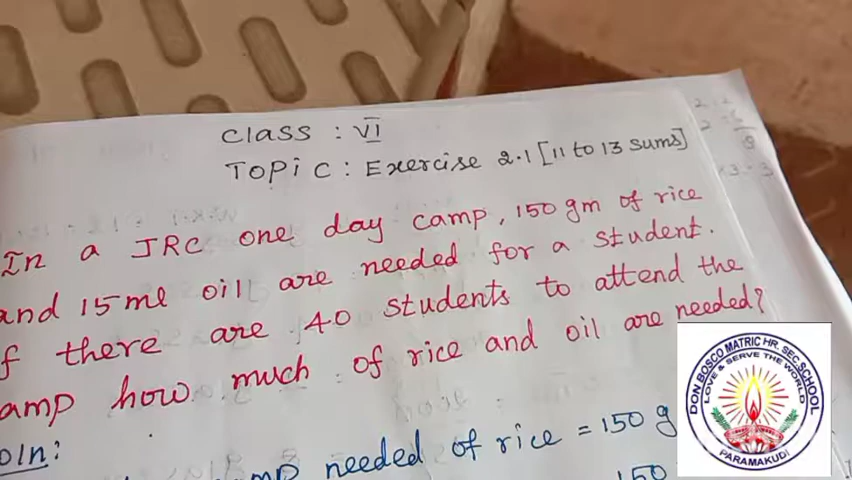 Class : VI
TOPiC : Exercise 2.1 [11 to 13 sums]
In a JRC one day camp, 150 gm of rice
and 15 ml oil are needed for a student.
f there are 40 students to attend the
amp how much of rice and oil are needed?
oln:
needed of rice = 150 g
150
DON BOSCO MATRIC HR. SEC SCHOOL
LOVE & SERVE THE WORLD
PARAMAKUDI